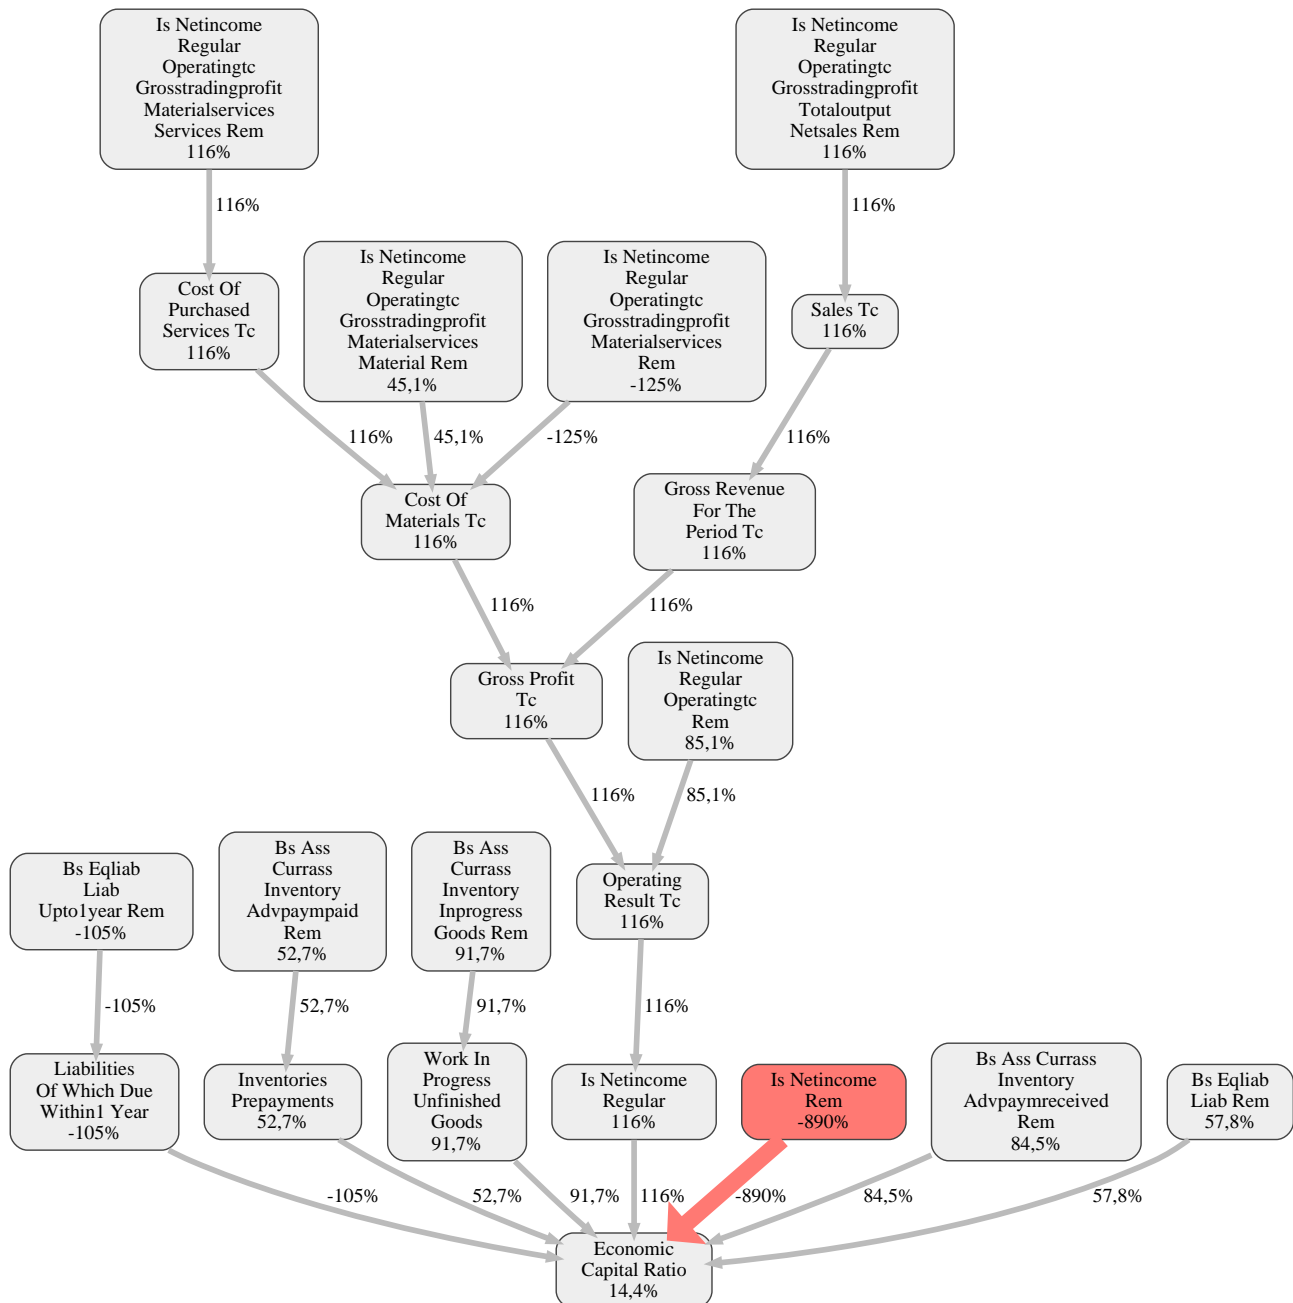 Is Netincome
Regular
Operatingtc
Grosstradingprofit
Materialservices
Services Rem
116%
Is Netincome
Regular
Operatingtc
Grosstradingprofit
Totaloutput
Netsales Rem
116%
116%
116%
Cost Of
Purchased
Services Tc
116%
Is Netincome
Regular
Operatingtc
Grosstradingprofit
Materialservices
Material Rem
45,1%
Is Netincome
Regular
Operatingtc
Grosstradingprofit
Materialservices
Rem
-125%
Sales Tc
116%
116%
45,1%
-125%
116%
Cost Of
Materials Tc
116%
Gross Revenue
For The
Period Tc
116%
116%
116%
Gross Profit
Tc
116%
Is Netincome
Regular
Operatingtc
Rem
85,1%
116%
85,1%
Bs Eqliab
Liab
Upto1year Rem
-105%
Bs Ass
Currass
Inventory
Advpaympaid
Rem
52,7%
Bs Ass
Currass
Inventory
Inprogress
Goods Rem
91,7%
Operating
Result Tc
116%
-105%
52,7%
91,7%
116%
Liabilities
Of Which Due
Within1 Year
-105%
Inventories
Prepayments
52,7%
Work In
Progress
Unfinished
Goods
91,7%
Is Netincome
Regular
116%
Is Netincome
Rem
-890%
Bs Ass Currass
Inventory
Advpaymreceived
Rem
84,5%
Bs Eqliab
Liab Rem
57,8%
-105%
52,7%
91,7%
116%
-890%
84,5%
57,8%
Economic
Capital Ratio
14,4%